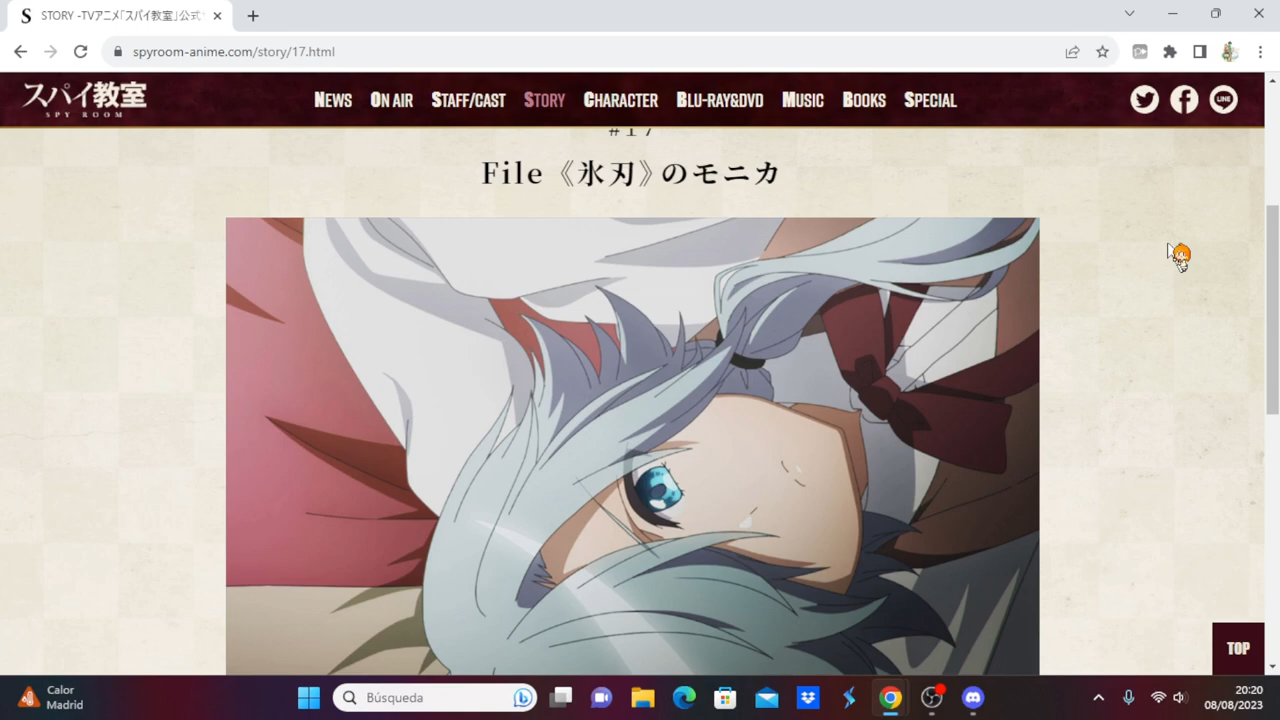 STORY -TVアニメ「スパイ教室」公式
spyroom-anime.com/story/17.html
スパイ教室
SPY ROOM
NEWS ON AIR STAFF/CAST STORY CHARACTER BLU-RAY&DVD MUSIC BOOKS SPECIAL
LINE
#17
File《氷刃》のモニカ
TOP
Calor
Madrid
Búsqueda
20:20
08/08/2023